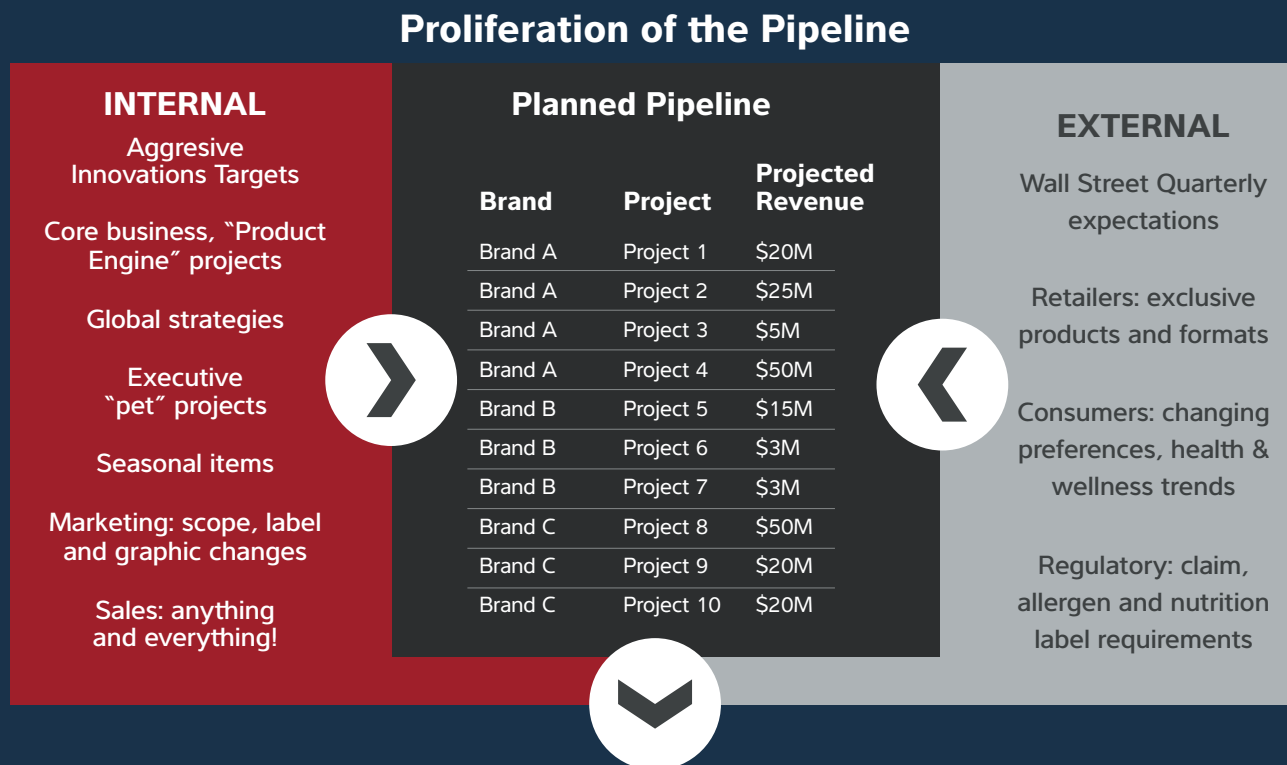 Proliferation of the Pipeline
INTERNAL
Aggresive
Innovations Targets
Core business, “Product
Engine” projects
Global strategies
Executive
“pet” projects
Seasonal items
Marketing: scope, label
and graphic changes
Sales: anything
and everything!
Planned Pipeline
Brand Project Projected Revenue
Brand A Project 1 $20M
Brand A Project 2 $25M
Brand A Project 3 $5M
Brand A Project 4 $50M
Brand B Project 5 $15M
Brand B Project 6 $3M
Brand B Project 7 $3M
Brand C Project 8 $50M
Brand C Project 9 $20M
Brand C Project 10 $20M
EXTERNAL
Wall Street Quarterly
expectations
Retailers: exclusive
products and formats
Consumers: changing
preferences, health &
wellness trends
Regulatory: claim,
allergen and nutrition
label requirements